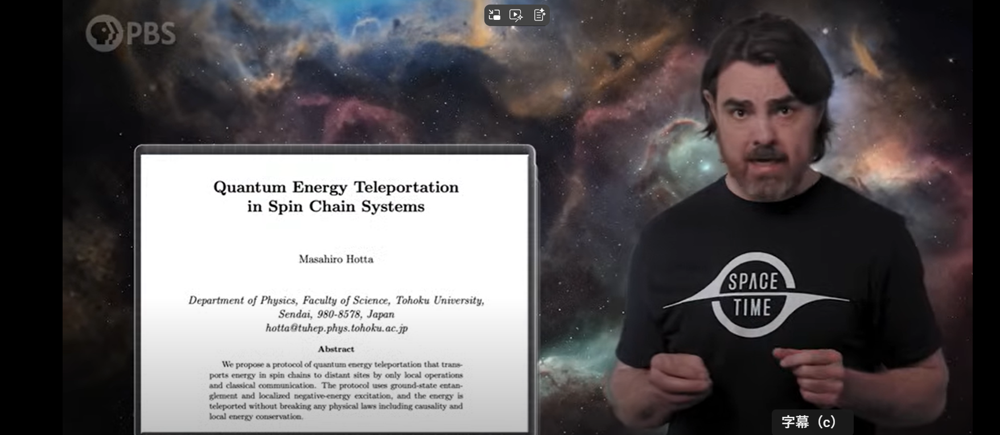 PBS
Quantum Energy Teleportation
in Spin Chain Systems
Masahiro Hotta
Department of Physics, Faculty of Science, Tohoku University,
Sendai, 980-8578, Japan
hotta@tuhep.phys.tohoku.ac.jp
Abstract
We propose a protocol of quantum energy teleportation that trans-
ports energy in spin chains to distant sites by only local operations
and classical communication. The protocol uses ground-state entan-
glement and localized negative-energy excitation, and the energy is
teleported without breaking any physical laws including causality and
local energy conservation.
SPACE
TIME
字幕（c）